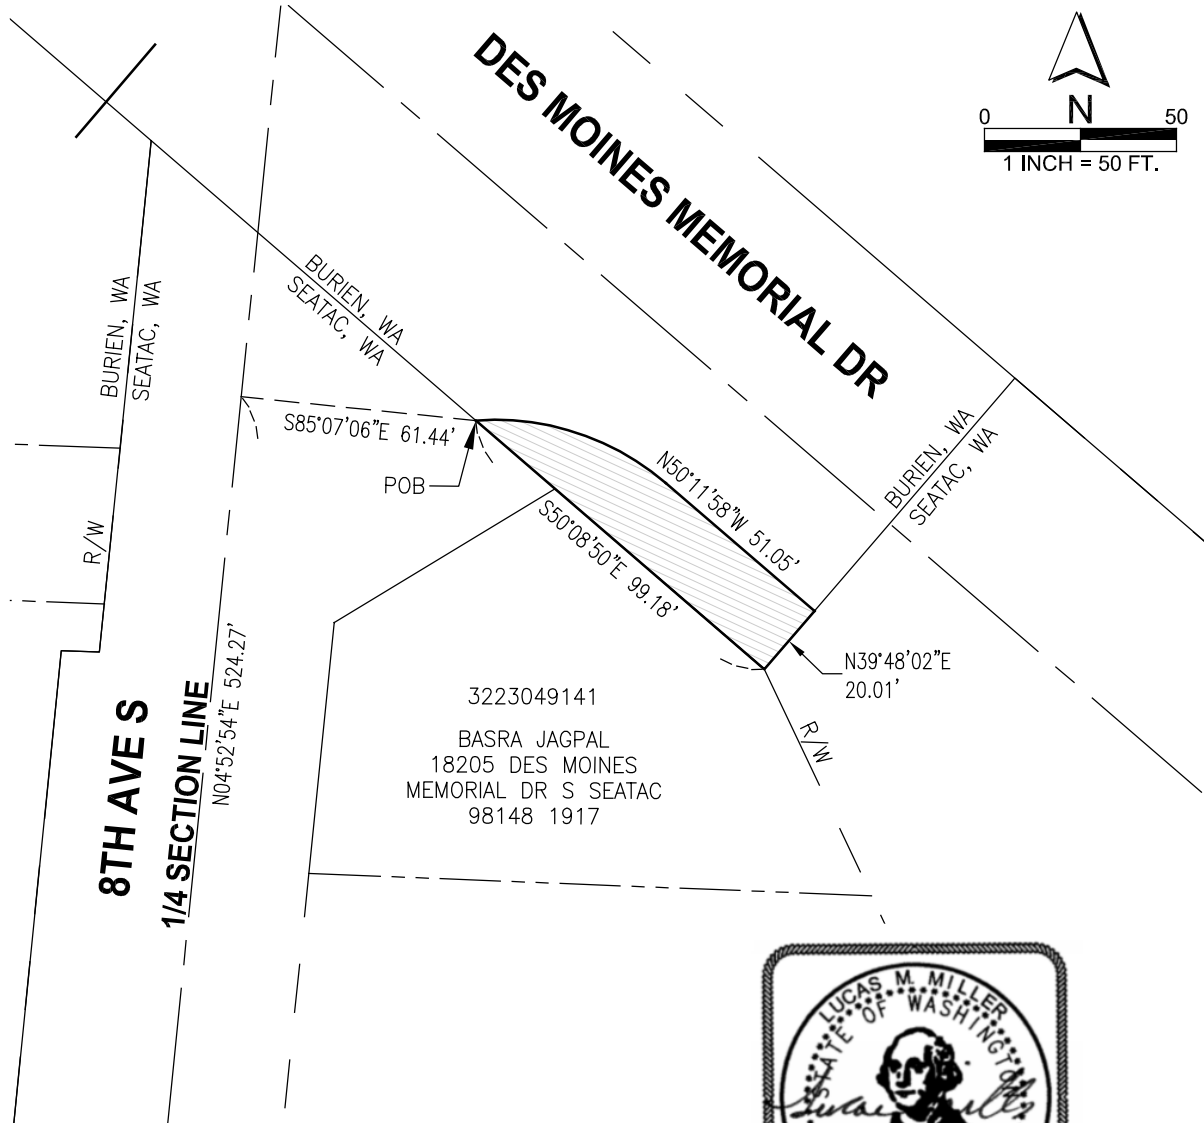 DES MOINES MEMORIAL DR
N
0 50
1 INCH = 50 FT.
BURIEN, WA
SEATAC, WA
BURIEN, WA
SEATAC, WA
BURIEN, WA
SEATAC, WA
S85°07'06"E 61.44'
POB
N50°11'58"W 51.05'
S50°08'50"E 99.18'
N39°48'02"E
20.01'
R/W
R/W
8TH AVE S
1/4 SECTION LINE
N04°52'54"E 524.27'
3223049141
BASRA JAGPAL
18205 DES MOINES
MEMORIAL DR S SEATAC
98148 1917
LUCAS M. MILLER
STATE OF WASHINGTO